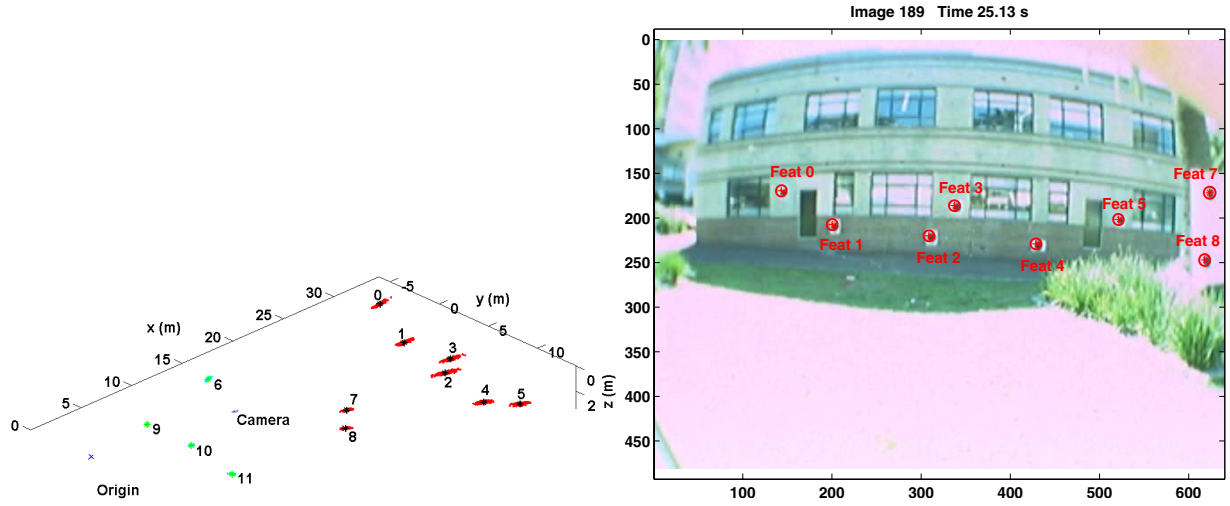 Image 189 Time 25.13 s
x (m)
y (m)
z (m)
0
5
10
15
20
25
30
-5
0
5
10
0
2
0
1
3
2
4
5
6
7
8
9
10
11
Camera
Origin
0
50
100
150
200
250
300
350
400
450
100
200
300
400
500
600
Feat 0
Feat 7
Feat 3
Feat 5
Feat 1
Feat 2
Feat 4
Feat 8